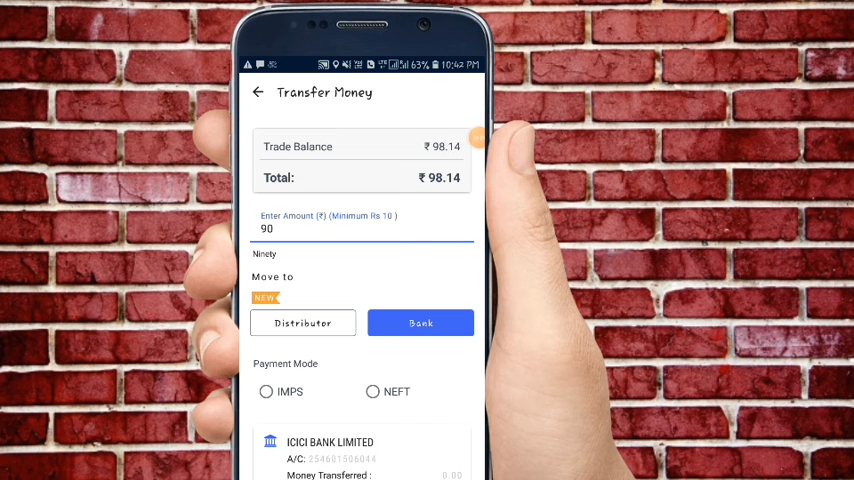 63% 10:42 PM
Transfer Money
Trade Balance ₹ 98.14
Total: ₹ 98.14
Enter Amount (₹) (Minimum Rs 10 )
90
Ninety
Move to
NEW
Distributor Bank
Payment Mode
IMPS NEFT
ICICI BANK LIMITED
A/C: 254601506044
Money Transferred : 0.00